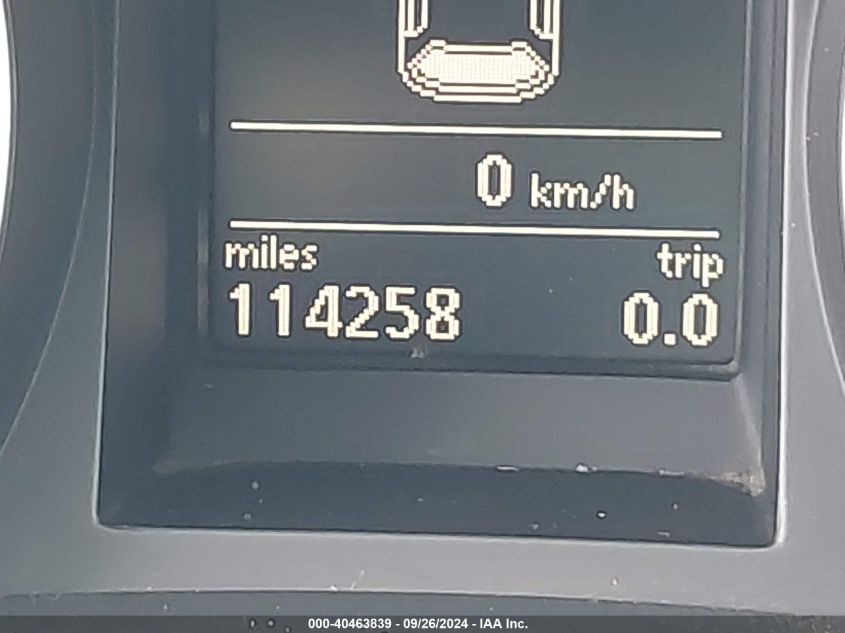 0 km/h
miles trip
114258 0.0
000-40463839 - 09/26/2024 - IAA Inc.